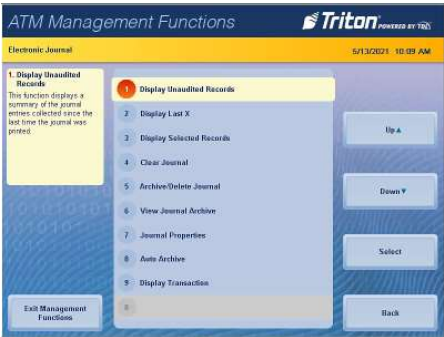 ATM Management Functions
Triton POWERED BY TDL
Electronic Journal
5/13/2021 10:09 AM
1. Display Unaudited
Records
This function displays a
summary of the journal
entries collected since the
last time the journal was
printed.
1 Display Unaudited Records
2 Display Last X
3 Display Selected Records
4 Clear Journal
5 Archive/Delete Journal
6 View Journal Archive
7 Journal Properties
8 Auto Archive
9 Display Transaction
0
Up ▲
Down ▼
Select
Back
Exit Management
Functions